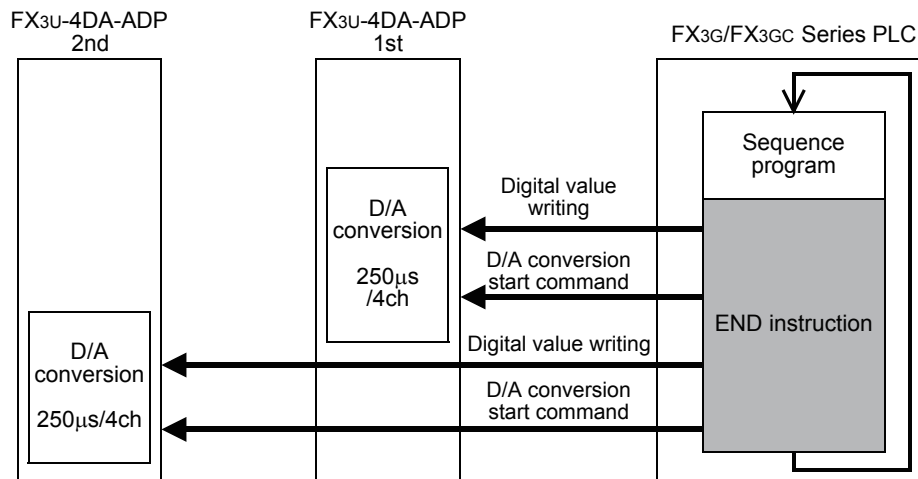 FX3U-4DA-ADP
2nd
FX3U-4DA-ADP
1st
FX3G/FX3GC Series PLC
Sequence
program
D/A
conversion
250μs
/4ch
Digital value
writing
D/A conversion
start command
END instruction
D/A
conversion
250μs/4ch
Digital value writing
D/A conversion
start command